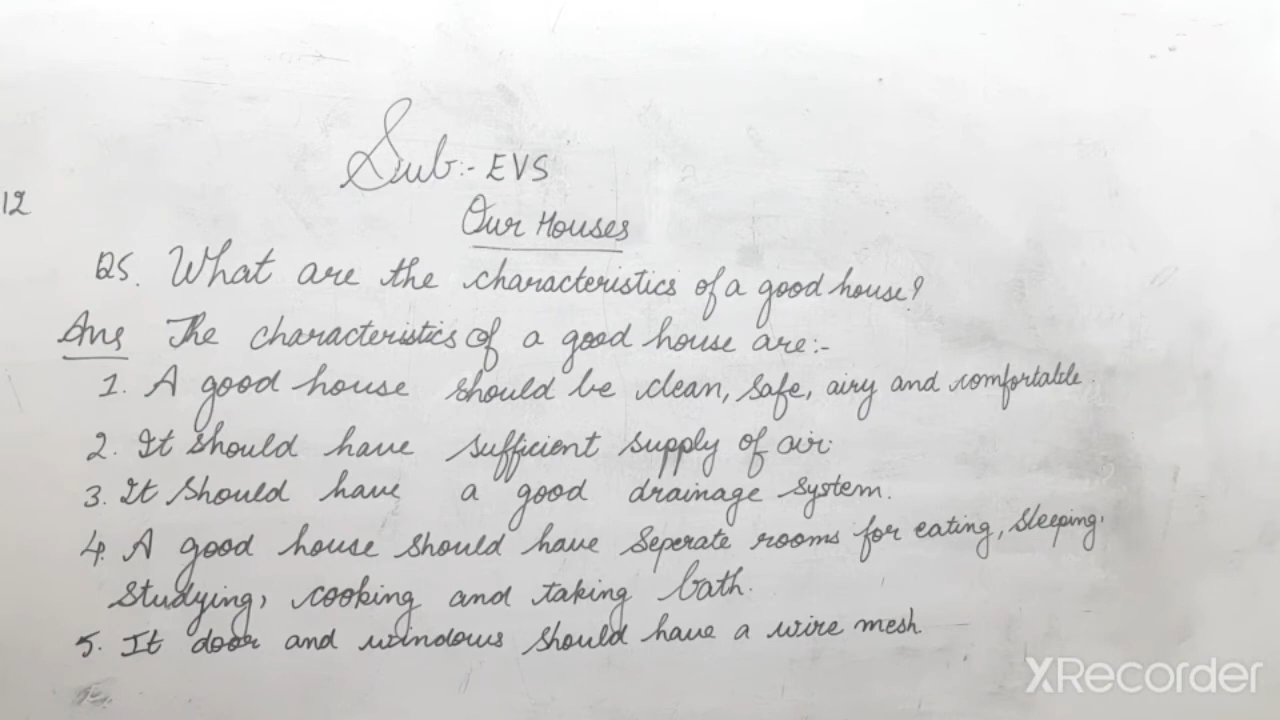 Sub:- EVS
12
Our Houses
Q5. What are the characteristics of a good house?
Ans The characteristics of a good house are:-
1. A good house should be clean, safe, airy and comfortable.
2. It should have sufficient supply of air.
3. It should have a good drainage system.
4. A good house should have seperate rooms for eating, sleeping,
studying, cooking and taking bath.
5. It door and windows should have a wire mesh.
XRecorder